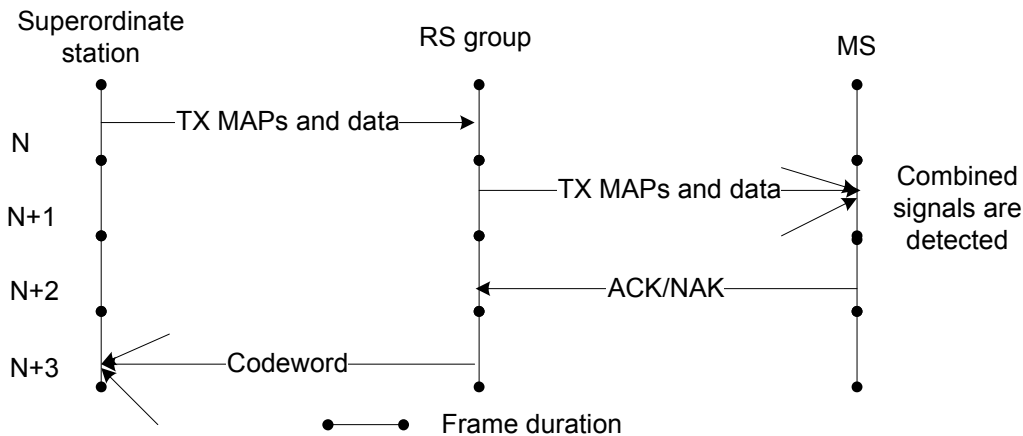 Superordinate
station
RS group
MS
TX MAPs and data
N
TX MAPs and data
Combined
signals are
detected
N+1
ACK/NAK
N+2
Codeword
N+3
Frame duration